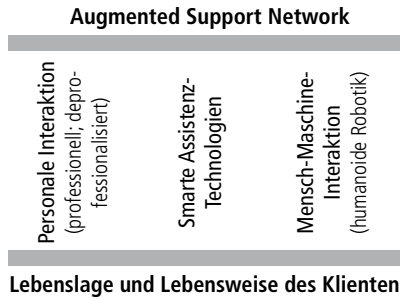 Augmented Support Network
Personale Interaktion
(professionell; depro-
fessionalisiert)
Smarte Assistenz-
Technologien
Mensch-Maschine-
Interaktion
(humanoide Robotik)
Lebenslage und Lebensweise des Klienten